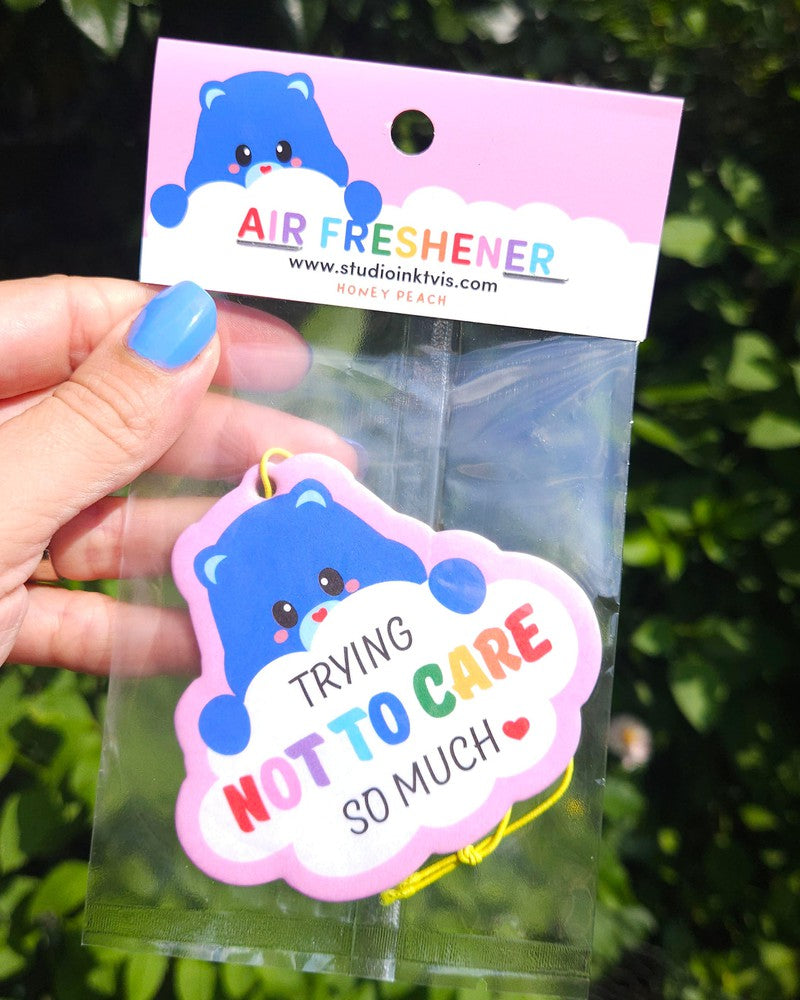 AIR FRESHENER
www.studioinktvis.com
HONEY PEACH
TRYING
NOT TO CARE
SO MUCH